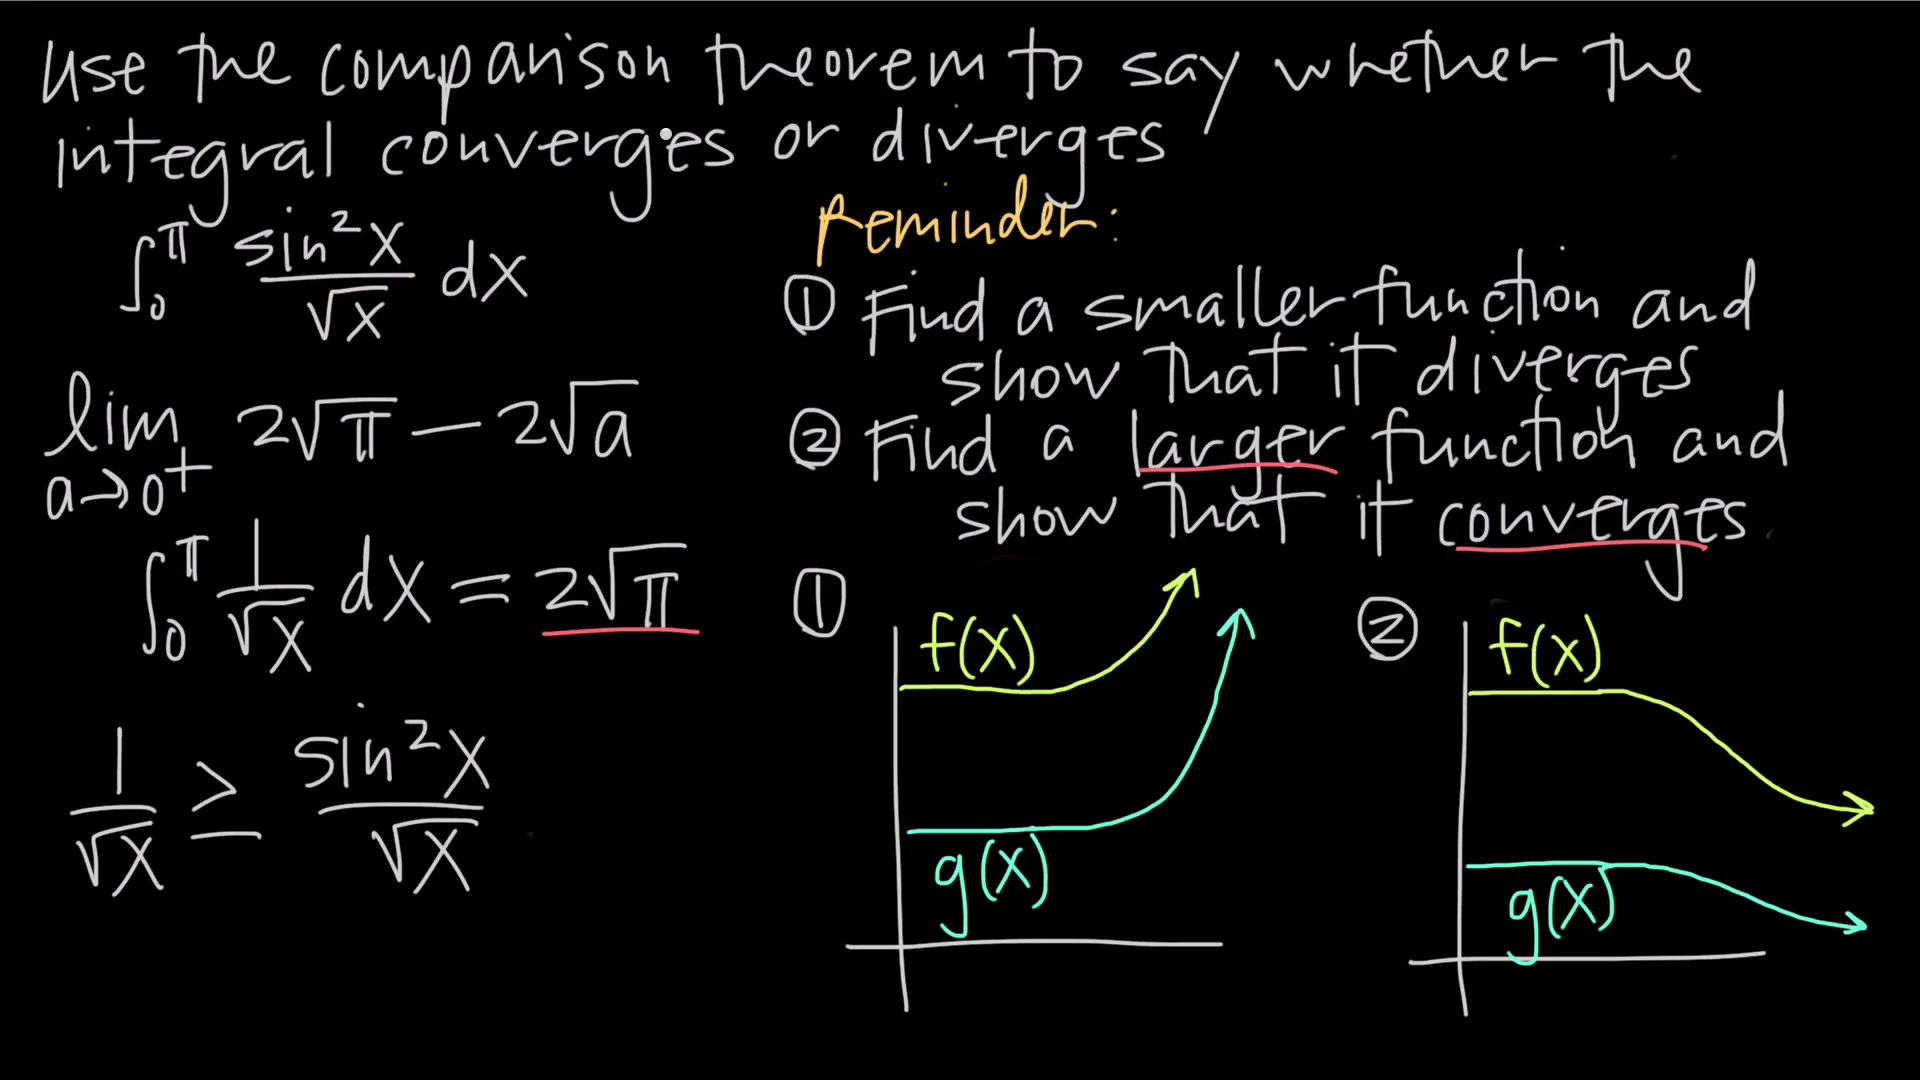 use the comparison theorem to say whether the
integral converges or diverges
∫₀^π sin²x/√x dx
lim a→0⁺ 2√π − 2√a
∫₀^π 1/√x dx = 2√π
1/√x ≥ sin²x/√x
Reminder:
① Find a smaller function and
show that it diverges
② Find a larger function and
show that it converges
①
f(x)
g(x)
②
f(x)
g(x)